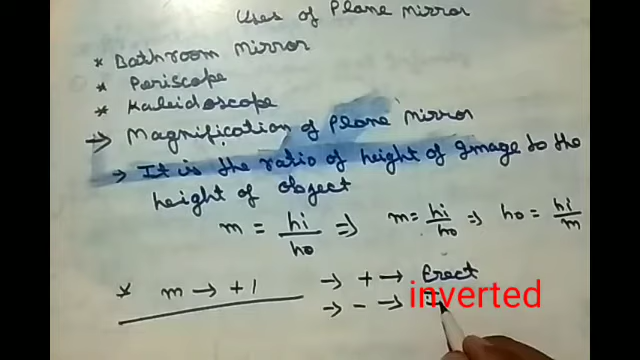 Uses of Plane Mirror
* Bathroom Mirror
* Periscope
* Kaleidoscope
→ Magnification of Plane Mirror
→ It is the ratio of height of Image to the
height of object
m = hi/ho ⇒ m = hi/ho ⇒ ho = hi/m
* m → +1 → + → Erect
→ - → I
inverted